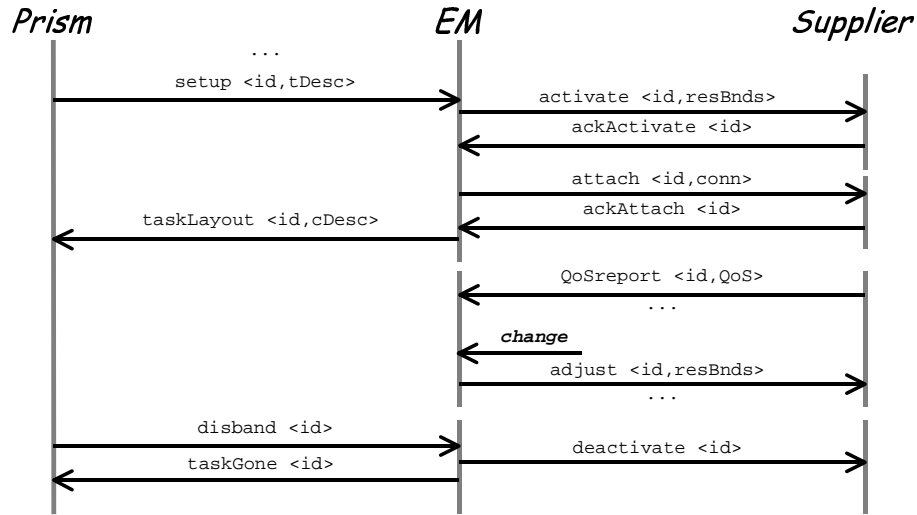 Prism EM Supplier
...
setup <id,tDesc>
activate <id,resBnds>
ackActivate <id>
attach <id,conn>
ackAttach <id>
taskLayout <id,cDesc>
QoSreport <id,QoS>
...
change
adjust <id,resBnds>
...
disband <id>
deactivate <id>
taskGone <id>